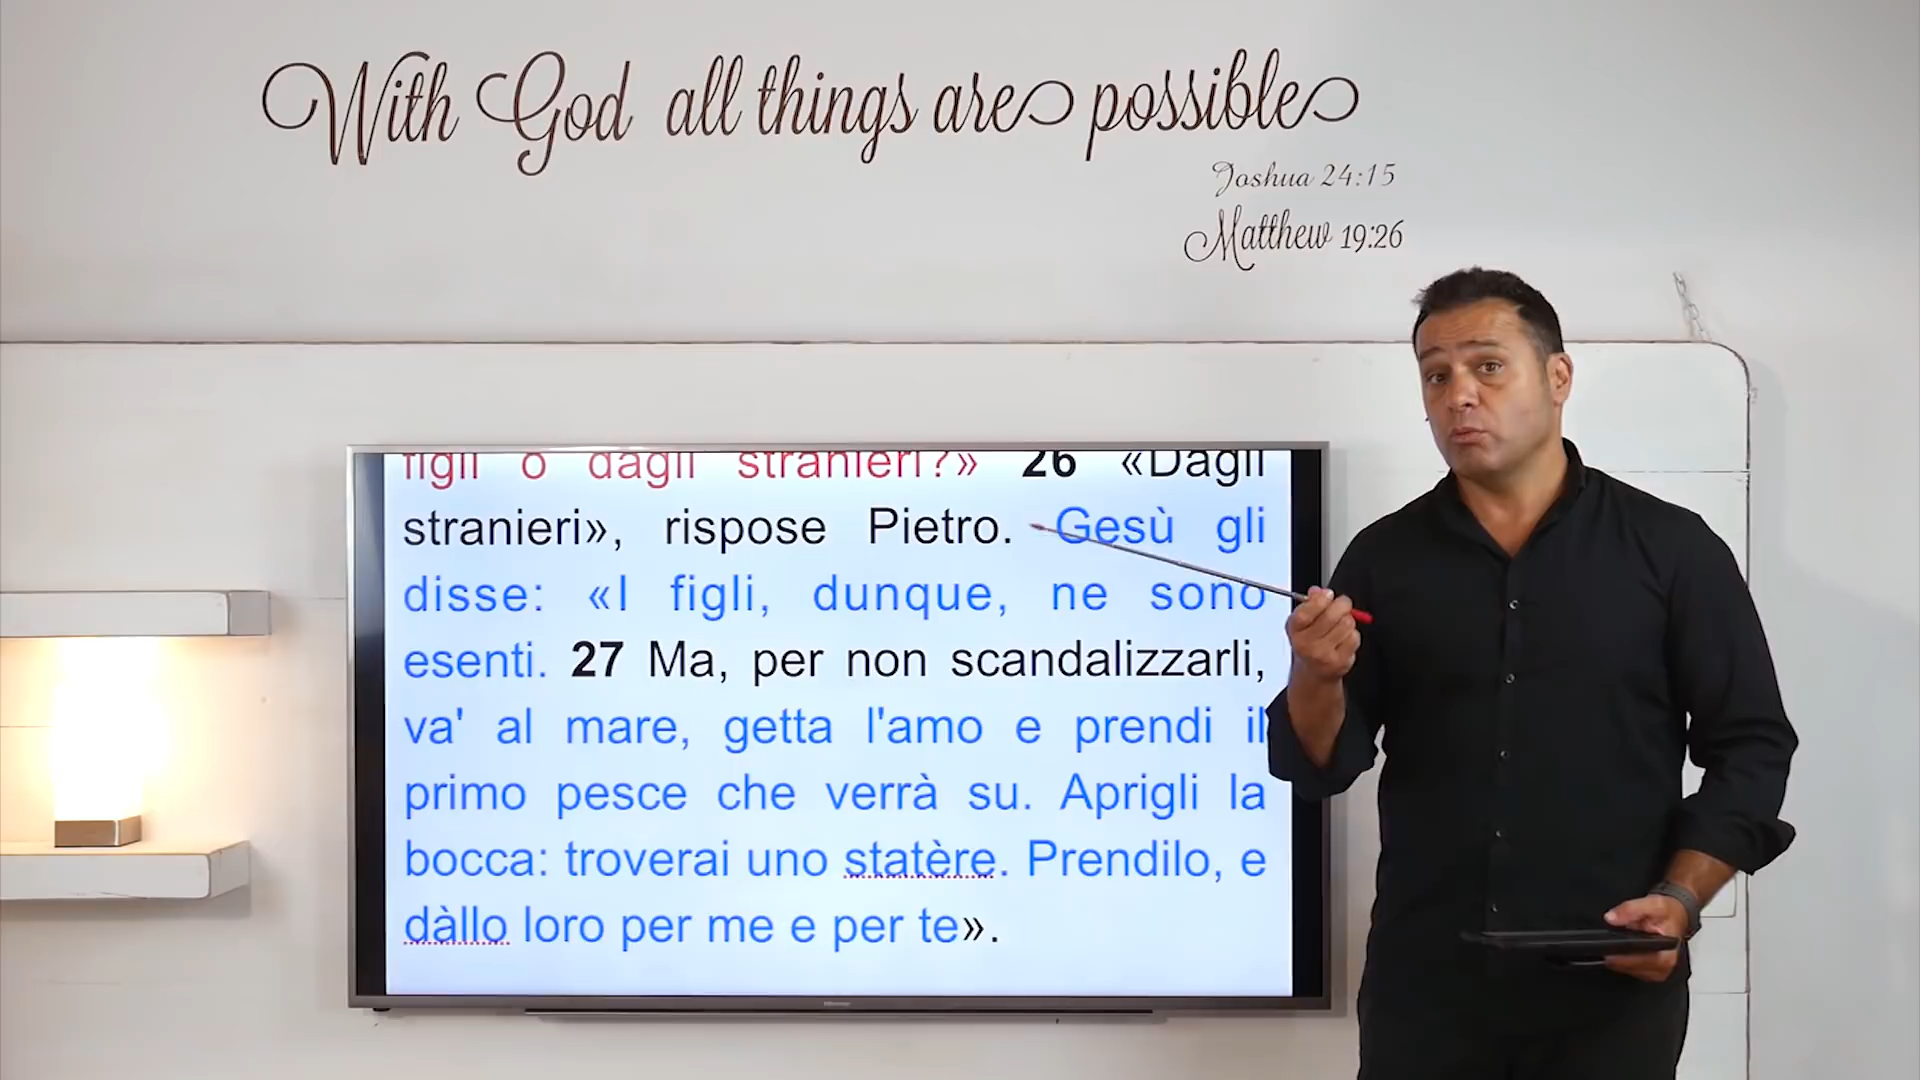 With God all things are possible
Joshua 24:15
Matthew 19:26
figli o dagli stranieri?» 26 «Dagli
stranieri», rispose Pietro. Gesù gli
disse: «I figli, dunque, ne sono
esenti. 27 Ma, per non scandalizzarli,
va' al mare, getta l'amo e prendi il
primo pesce che verrà su. Aprigli la
bocca: troverai uno statère. Prendilo, e
dàllo loro per me e per te».
Hisense